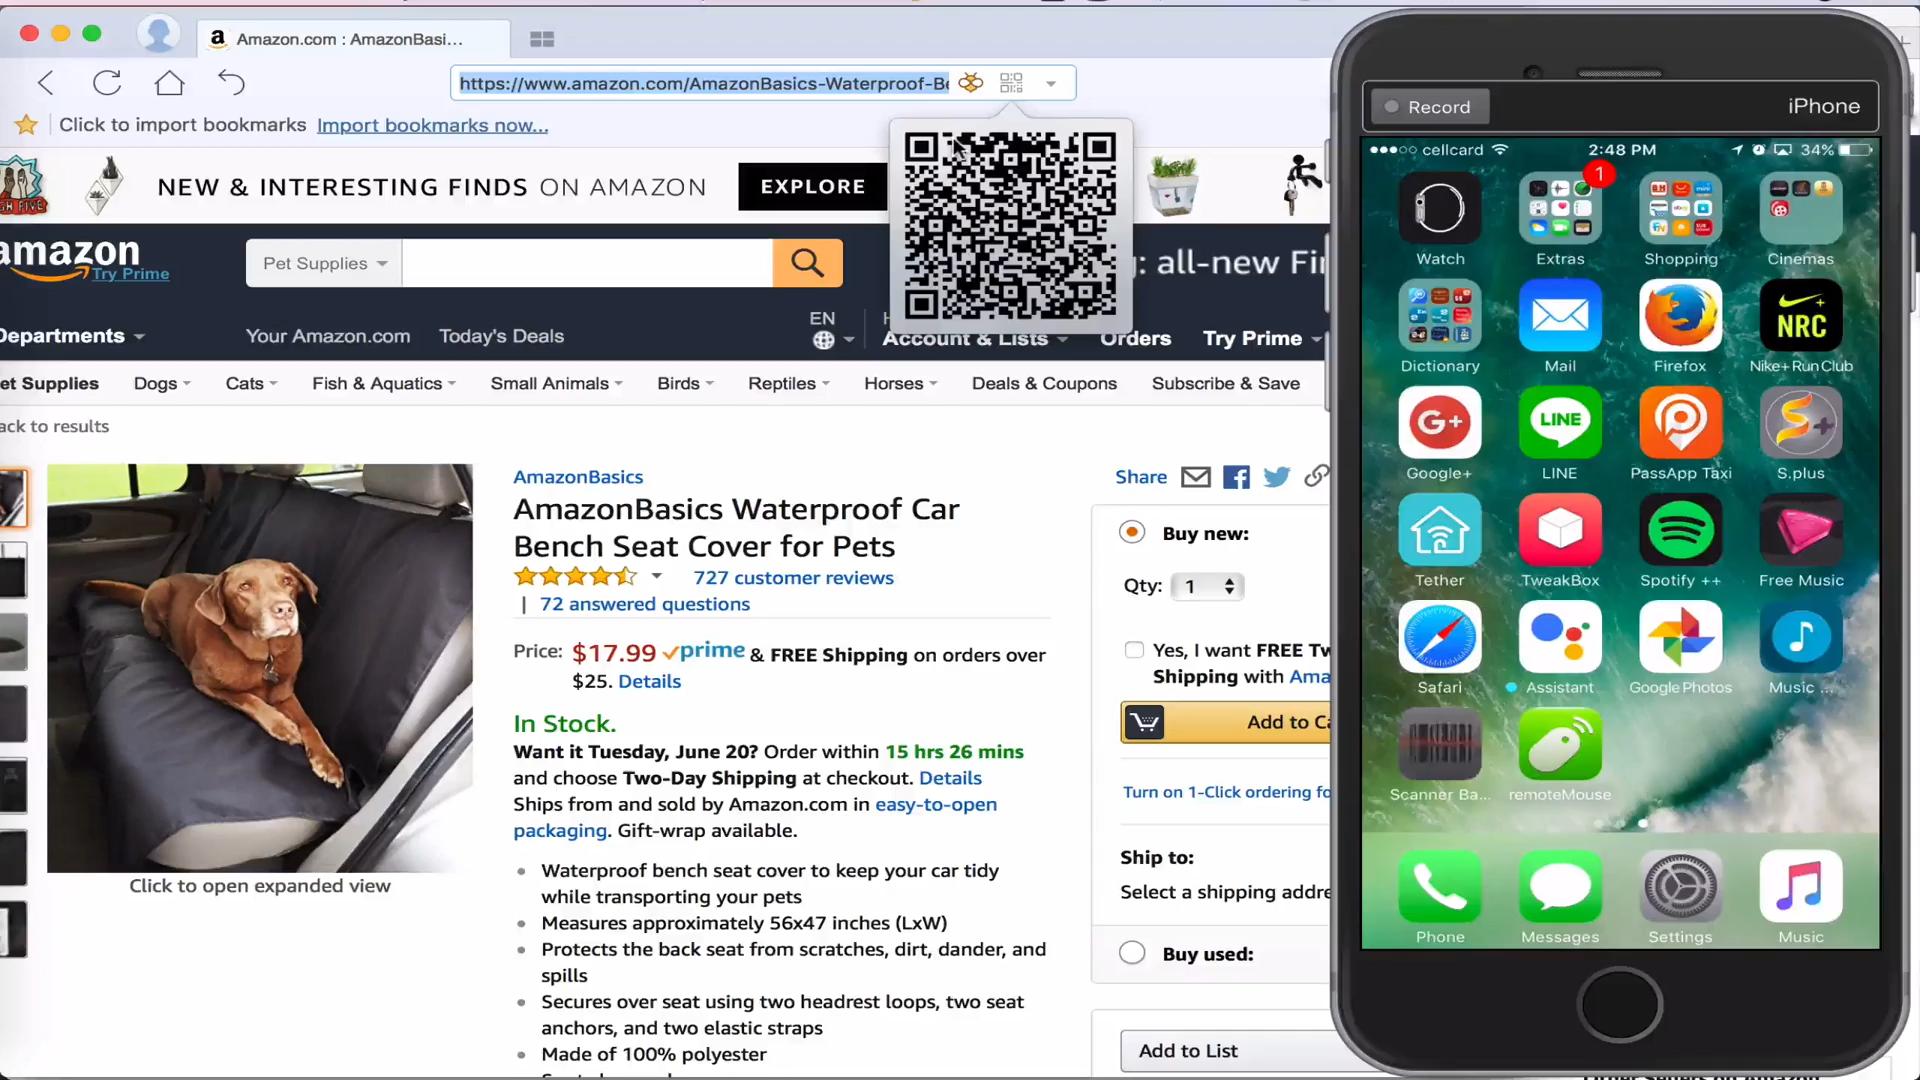 Amazon.com : AmazonBasi...
https://www.amazon.com/AmazonBasics-Waterproof-Be
Click to import bookmarks Import bookmarks now...
NEW & INTERESTING FINDS ON AMAZON EXPLORE
amazon
Try Prime
Pet Supplies
: all-new Fir
Departments
Your Amazon.com Today's Deals
EN
Account & Lists Orders Try Prime
et Supplies Dogs Cats Fish & Aquatics Small Animals Birds Reptiles Horses Deals & Coupons Subscribe & Save
ack to results
Click to open expanded view
AmazonBasics
AmazonBasics Waterproof Car
Bench Seat Cover for Pets
727 customer reviews
| 72 answered questions
Price: $17.99 prime & FREE Shipping on orders over
$25. Details
In Stock.
Want it Tuesday, June 20? Order within 15 hrs 26 mins
and choose Two-Day Shipping at checkout. Details
Ships from and sold by Amazon.com in easy-to-open
packaging. Gift-wrap available.
• Waterproof bench seat cover to keep your car tidy
while transporting your pets
• Measures approximately 56x47 inches (LxW)
• Protects the back seat from scratches, dirt, dander, and
spills
• Secures over seat using two headrest loops, two seat
anchors, and two elastic straps
• Made of 100% polyester
Share
Buy new:
Qty: 1
Yes, I want FREE Tw
Shipping with Ama
Add to Ca
Turn on 1-Click ordering fo
Ship to:
Select a shipping addre
Buy used:
Add to List
Record iPhone
cellcard 2:48 PM 34%
1
Watch Extras Shopping Cinemas
NRC
Dictionary Mail Firefox Nike+ Run Club
G+ LINE
Google+ LINE PassApp Taxi S.plus
Tether TweakBox Spotify ++ Free Music
Safari Assistant Google Photos Music ...
Scanner Ba... remoteMouse
Phone Messages Settings Music